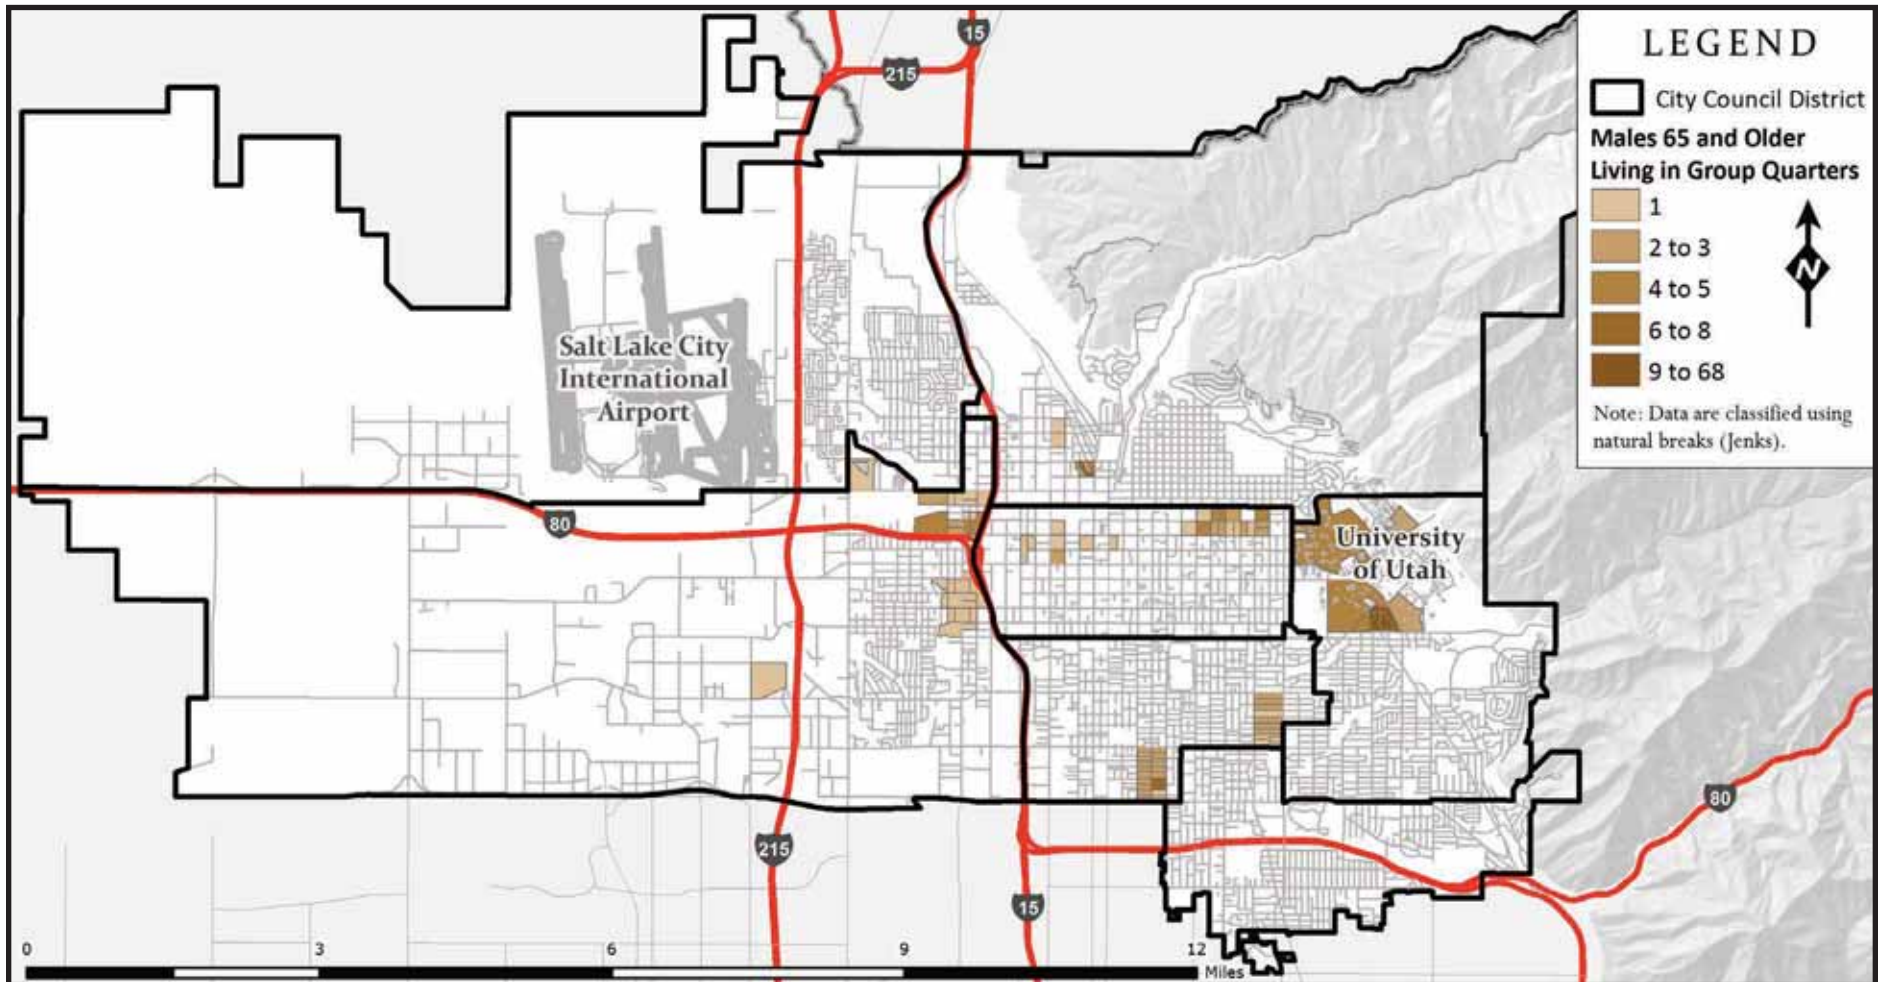 15
215
LEGEND
City Council District
Males 65 and Older
Living in Group Quarters
1
2 to 3
4 to 5
6 to 8
9 to 68
N
Note: Data are classified using
natural breaks (Jenks).
Salt Lake City
International
Airport
80
University
of Utah
80
215
15
0 3 6 9 12
Miles